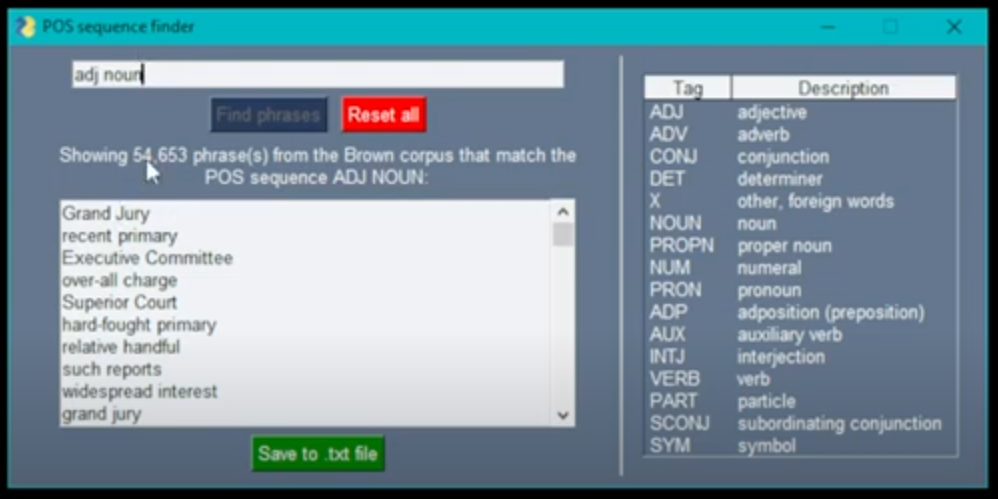 POS sequence finder
adj noun
Find phrases Reset all
Showing 54,653 phrase(s) from the Brown corpus that match the
POS sequence ADJ NOUN:
Grand Jury
recent primary
Executive Committee
over-all charge
Superior Court
hard-fought primary
relative handful
such reports
widespread interest
grand jury
Save to .txt file
Tag Description
ADJ adjective
ADV adverb
CONJ conjunction
DET determiner
X other, foreign words
NOUN noun
PROPN proper noun
NUM numeral
PRON pronoun
ADP adposition (preposition)
AUX auxiliary verb
INTJ interjection
VERB verb
PART particle
SCONJ subordinating conjunction
SYM symbol